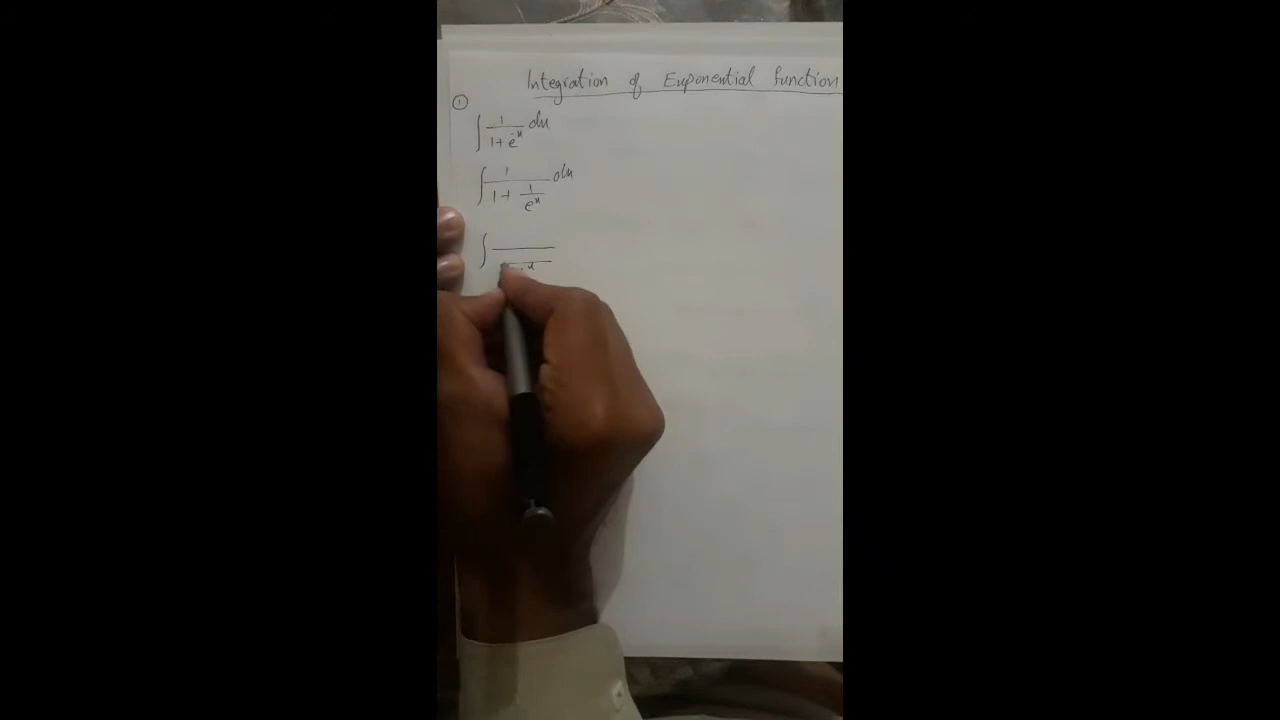 Integration of Exponential function
①
∫ 1/(1+e^-x) dx
∫ 1/(1+ 1/e^x) dx
∫